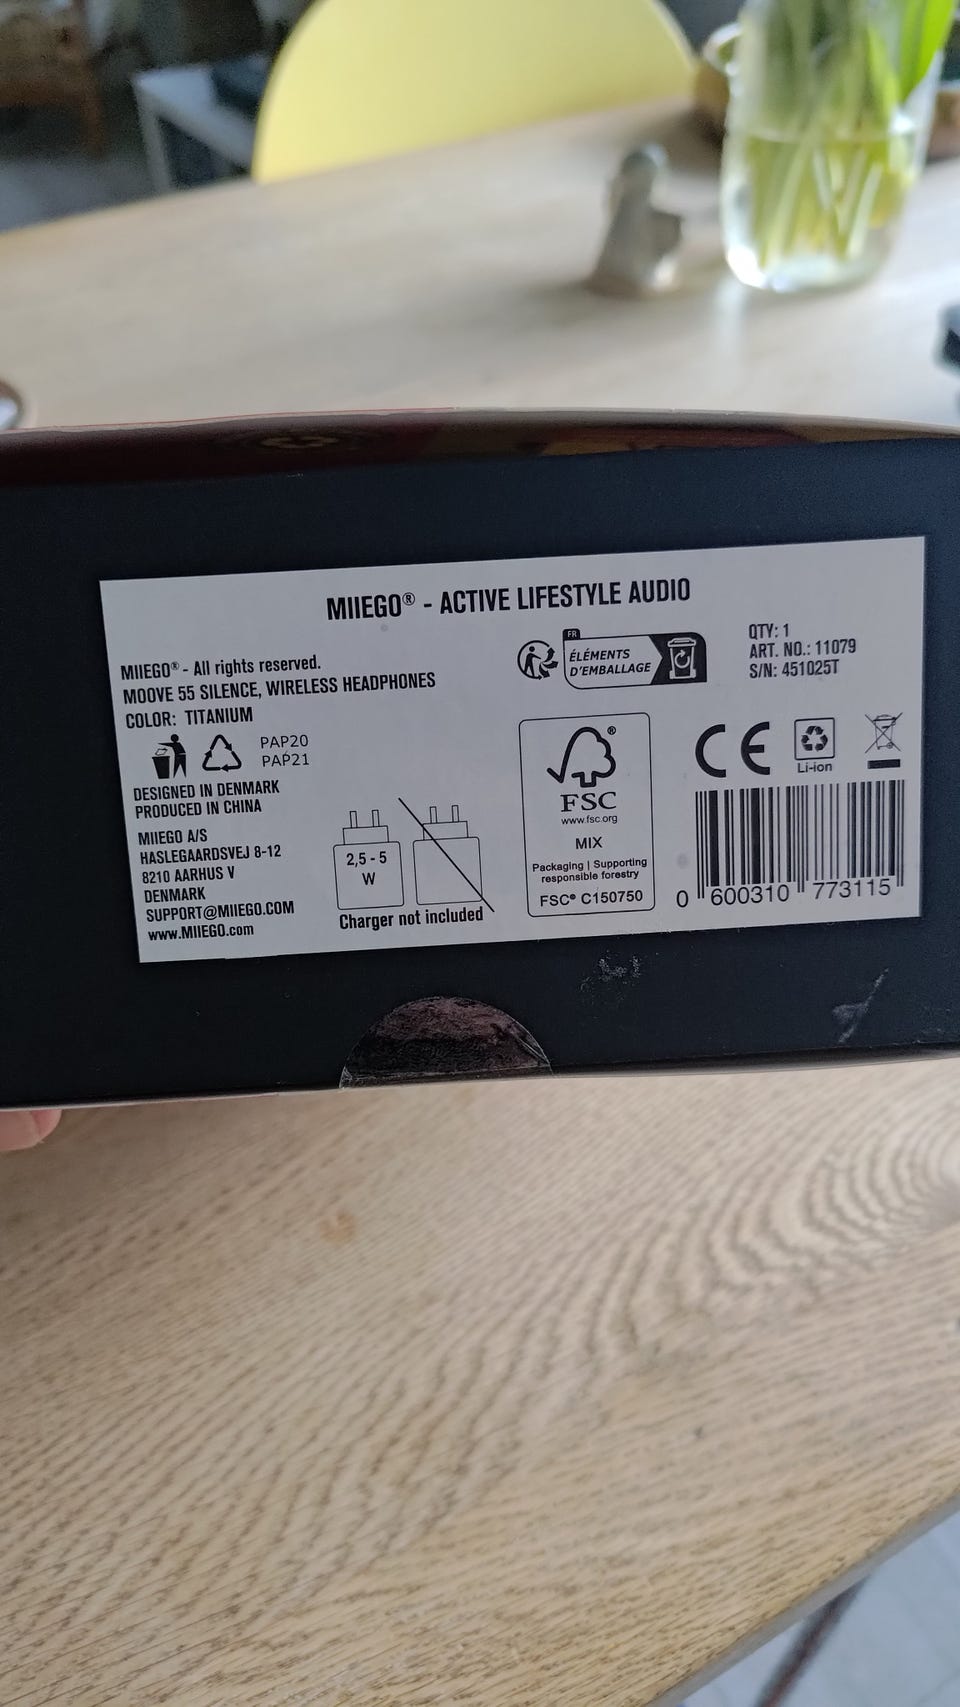 MIIEGO® - ACTIVE LIFESTYLE AUDIO
MIIEGO® - All rights reserved.
MOOVE 55 SILENCE, WIRELESS HEADPHONES
COLOR: TITANIUM
PAP20
PAP21
DESIGNED IN DENMARK
PRODUCED IN CHINA
MIIEGO A/S
HASLEGAARDSVEJ 8-12
8210 AARHUS V
DENMARK
SUPPORT@MIIEGO.COM
www.MIIEGO.com
2,5 - 5
W
Charger not included
FR
ÉLÉMENTS
D'EMBALLAGE
FSC®
www.fsc.org
MIX
Packaging | Supporting
responsible forestry
FSC® C150750
QTY: 1
ART. NO.: 11079
S/N: 451025T
CE
Li-ion
0 600310 773115